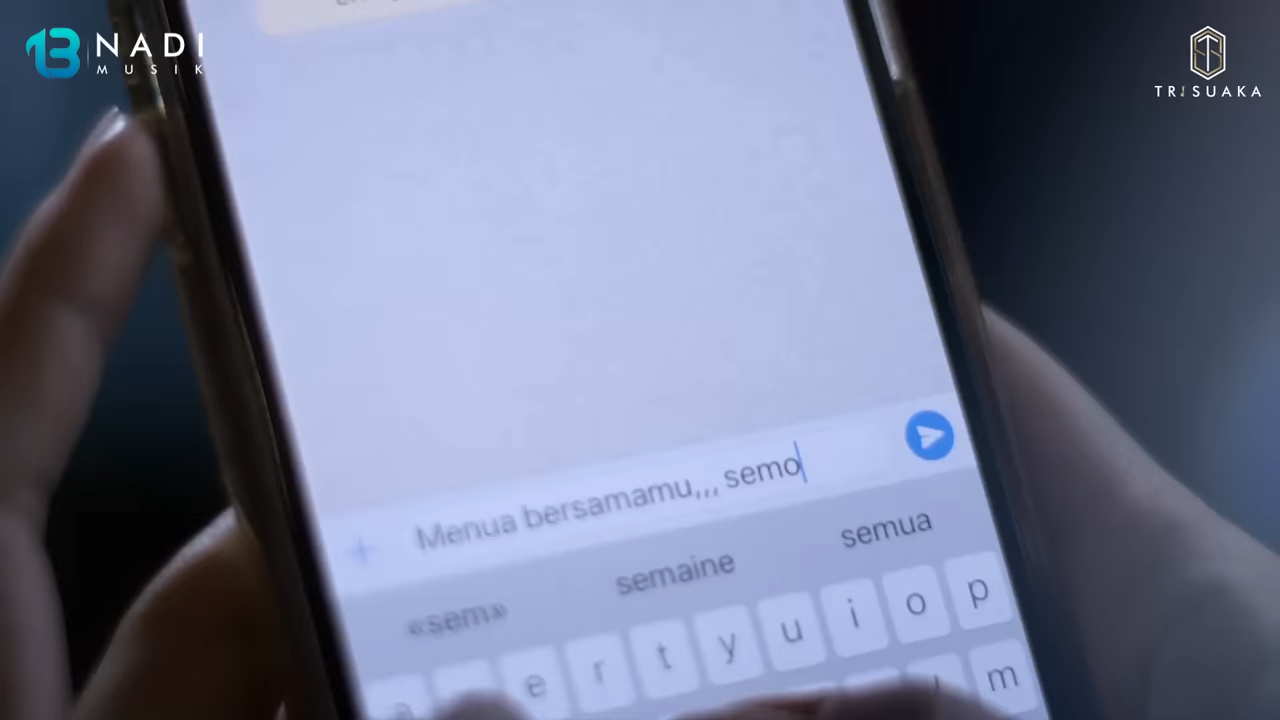 NADI
MUSIK
TRISUAKA
Menua bersamamu,,, semo
«sem» semaine semua
e r t y u i o p
m